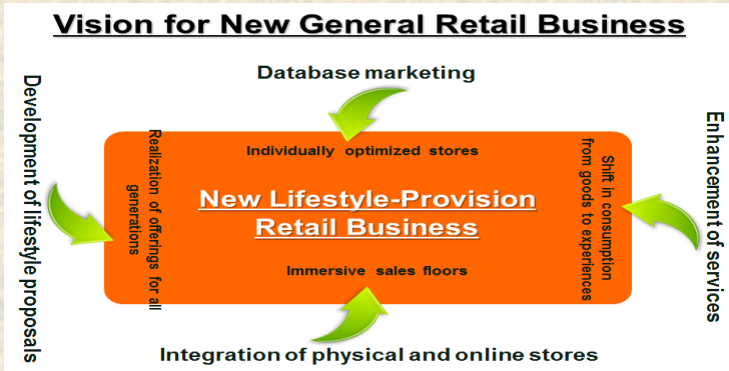 Vision for New General Retail Business
Database marketing
Development of lifestyle proposals
Realization of offerings for all
generations
Individually optimized stores
New Lifestyle-Provision
Retail Business
Immersive sales floors
Shift in consumption
from goods to experiences
Enhancement of services
Integration of physical and online stores